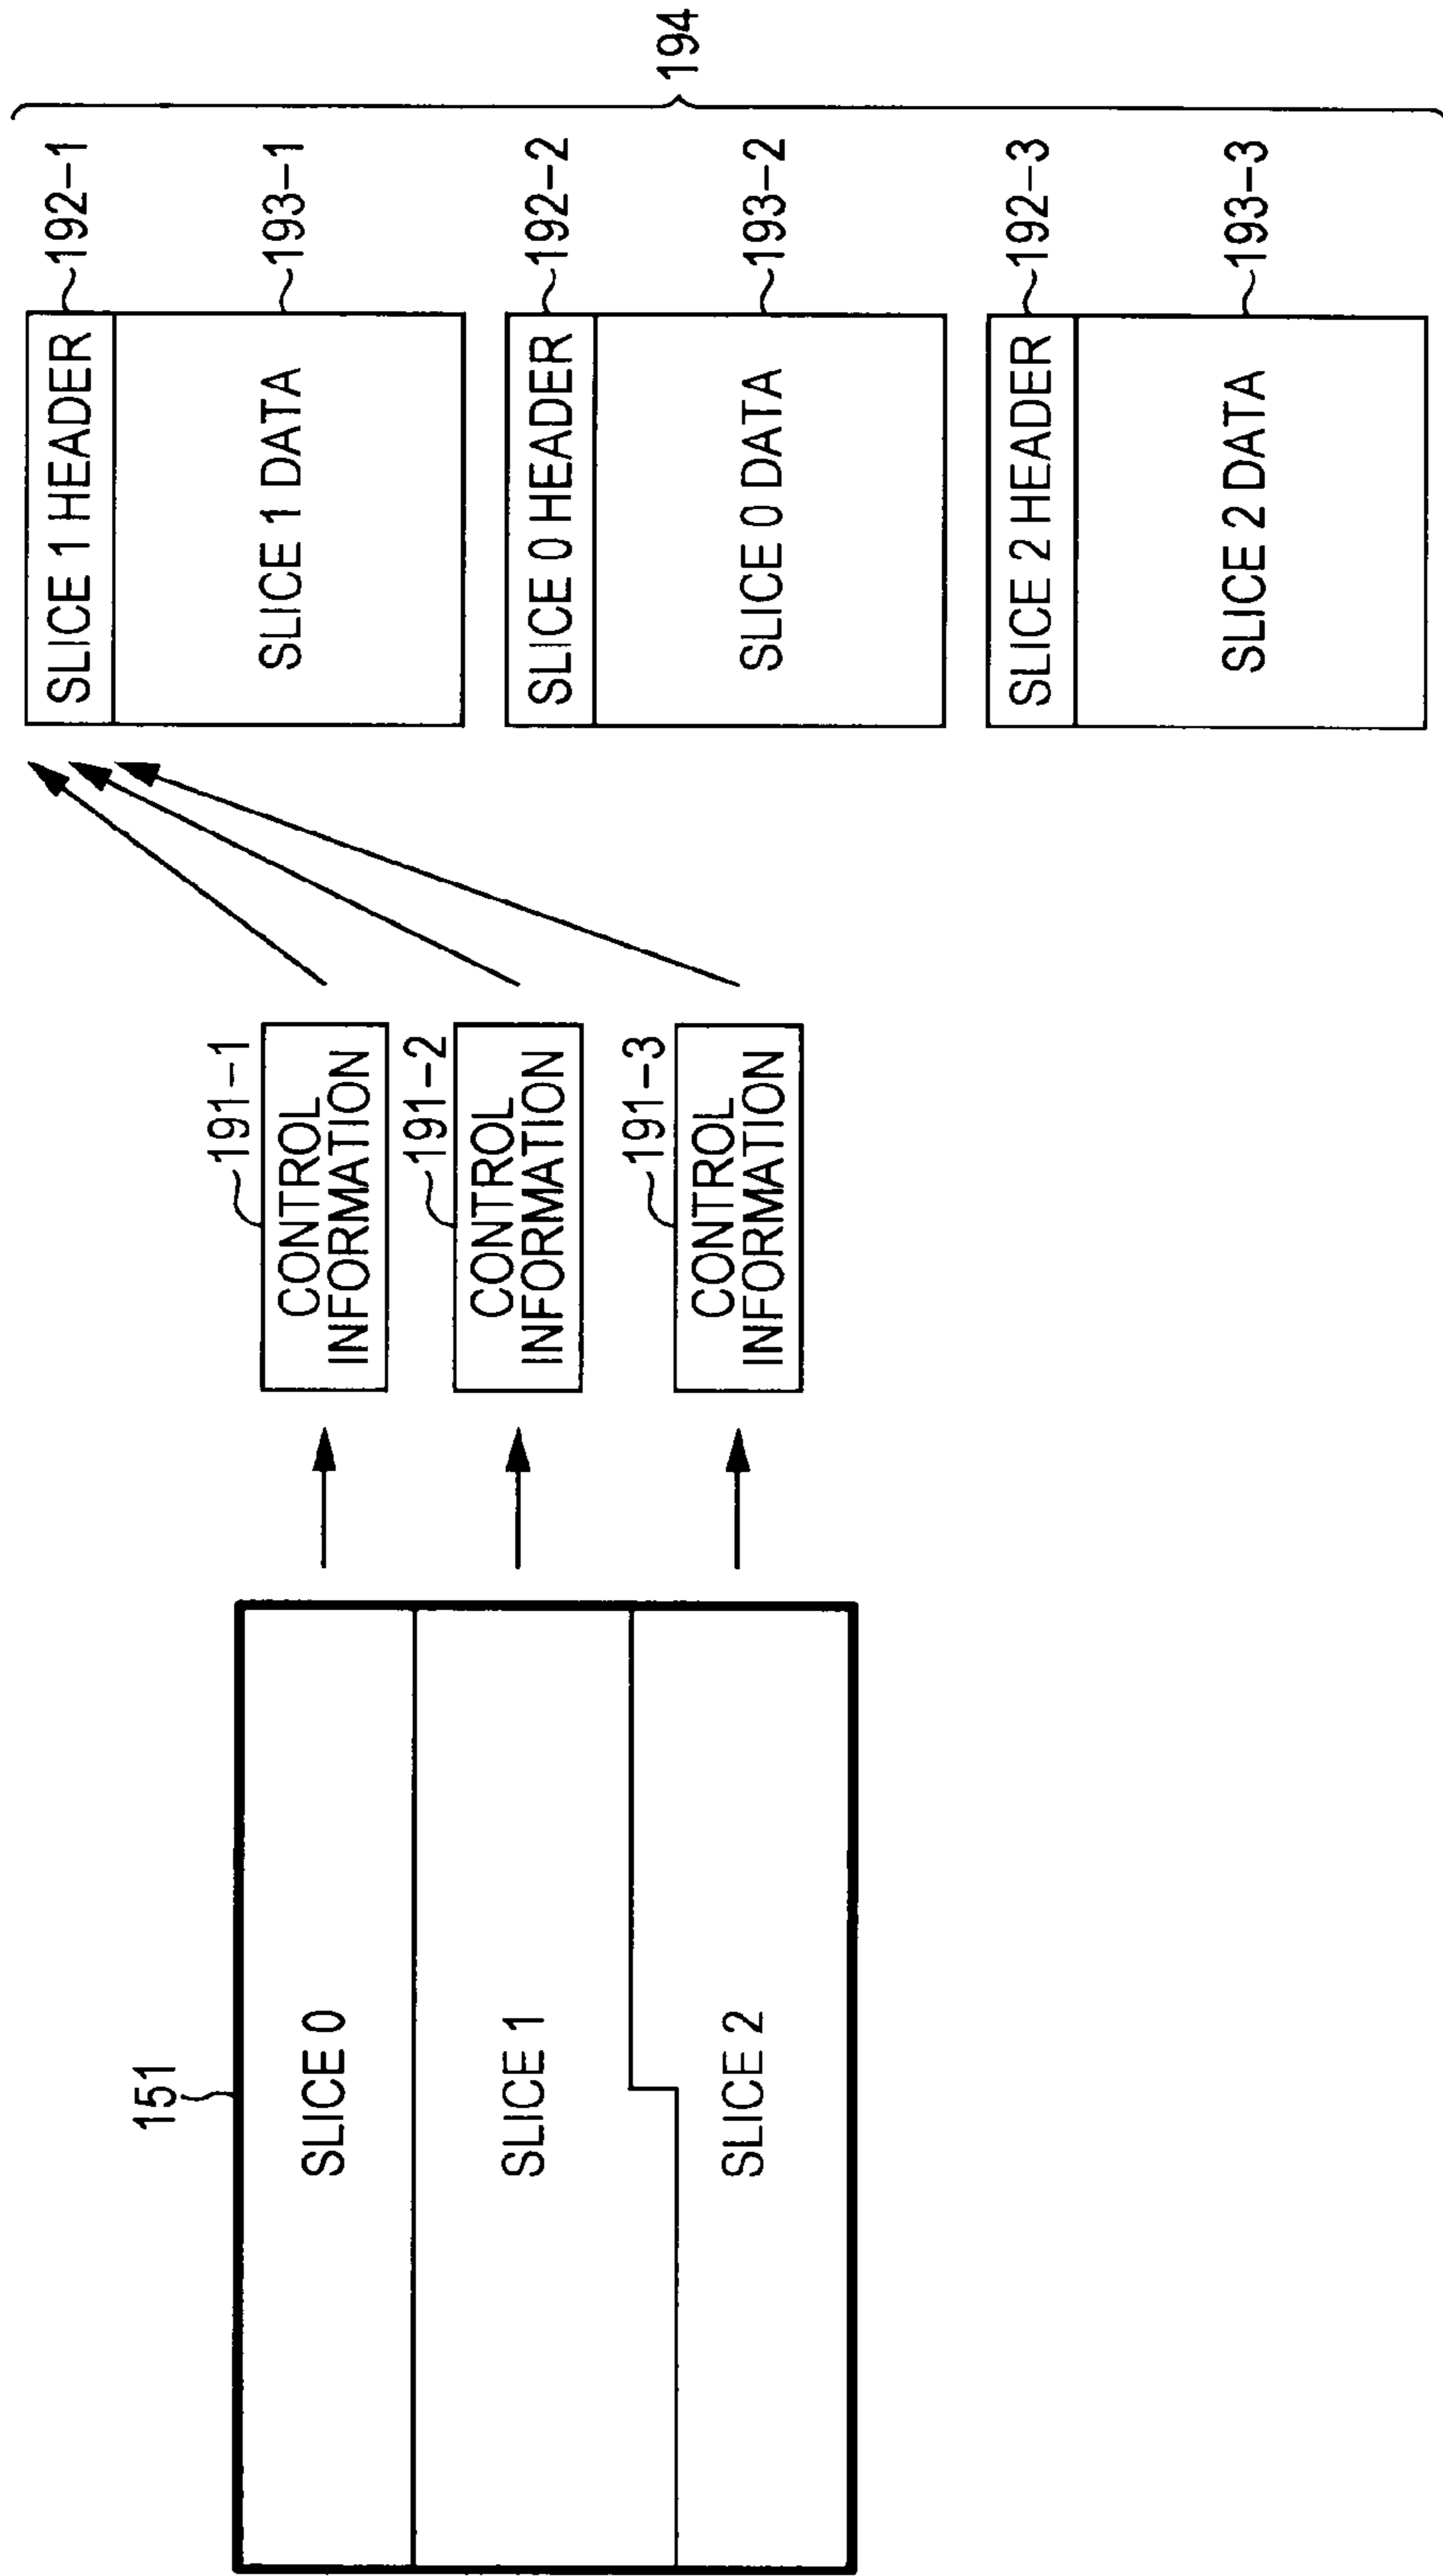 151
SLICE 0
SLICE 1
SLICE 2
191-1
CONTROL
INFORMATION
191-2
CONTROL
INFORMATION
191-3
CONTROL
INFORMATION
SLICE 1 HEADER
192-1
SLICE 1 DATA
193-1
SLICE 0 HEADER
192-2
SLICE 0 DATA
193-2
SLICE 2 HEADER
192-3
SLICE 2 DATA
193-3
194